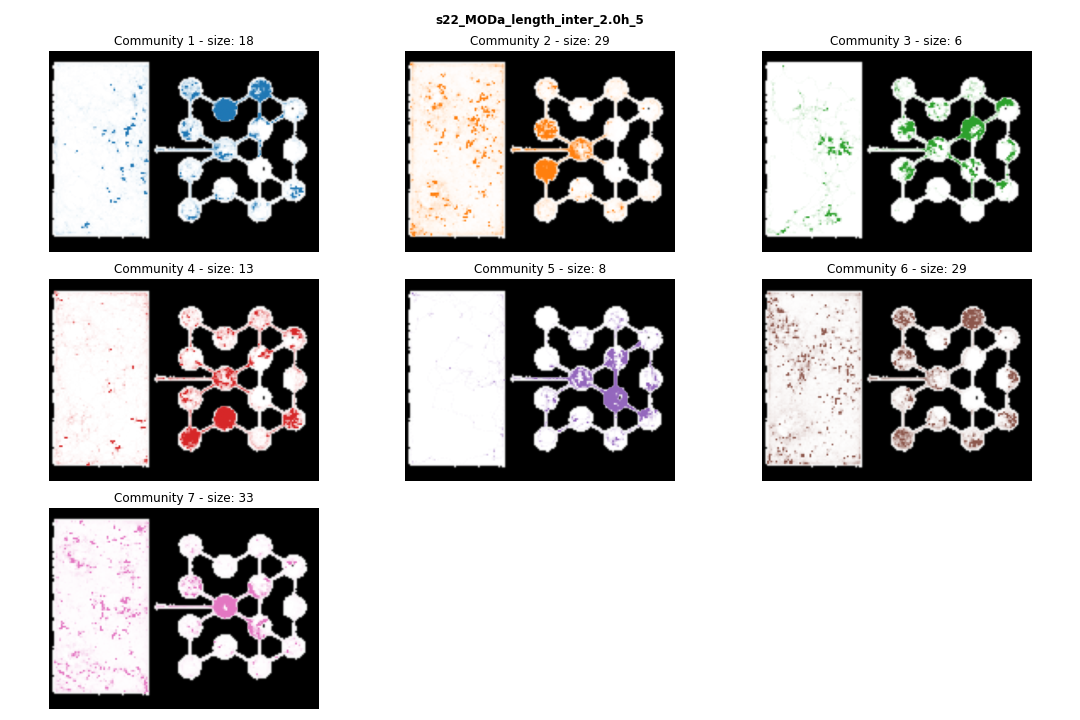 s22_MODa_length_inter_2.0h_5
Community 1 - size: 18
Community 2 - size: 29
Community 3 - size: 6
Community 4 - size: 13
Community 5 - size: 8
Community 6 - size: 29
Community 7 - size: 33